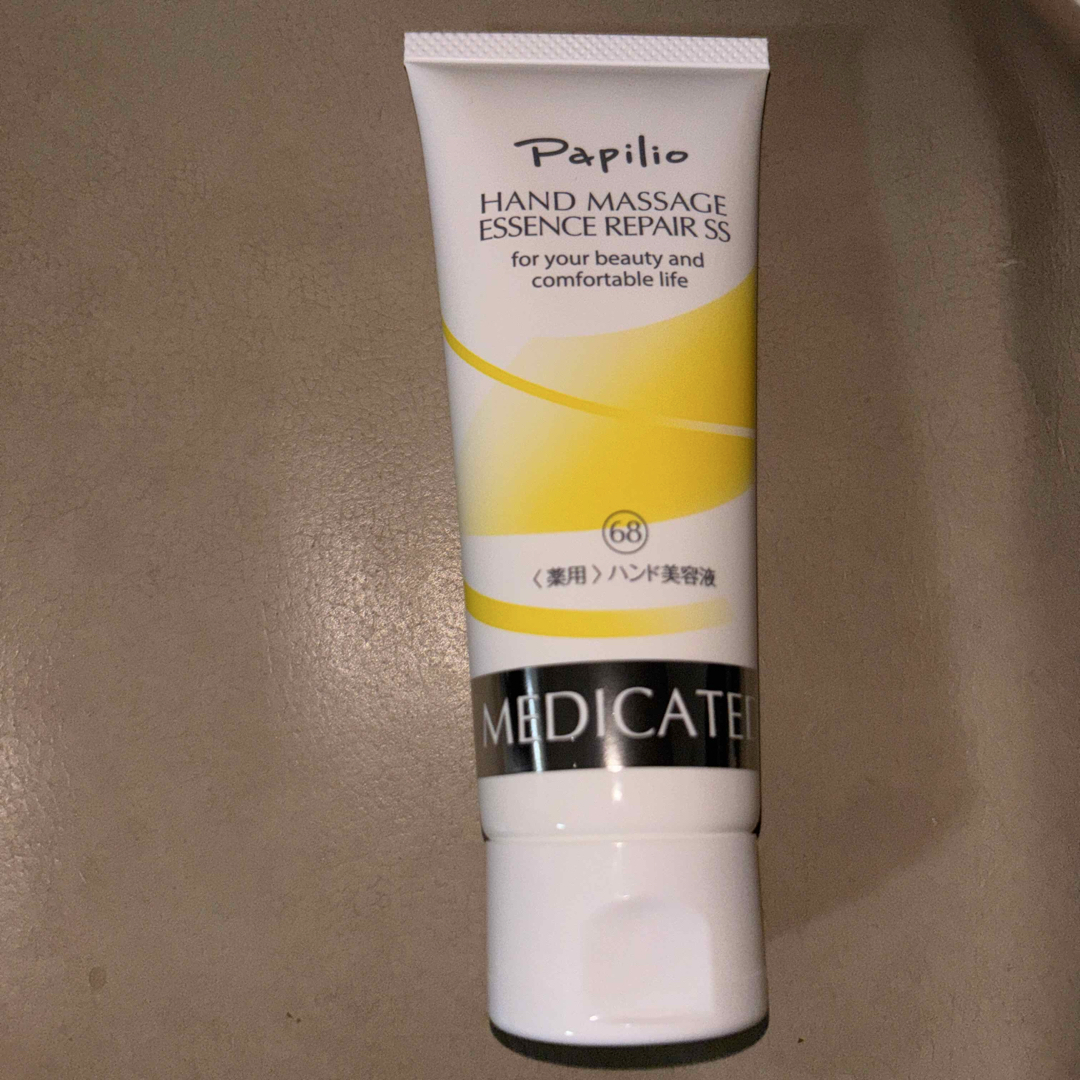 Papilio
HAND MASSAGE
ESSENCE REPAIR SS
for your beauty and
comfortable life
68
〈薬用〉ハンド美容液
MEDICATED